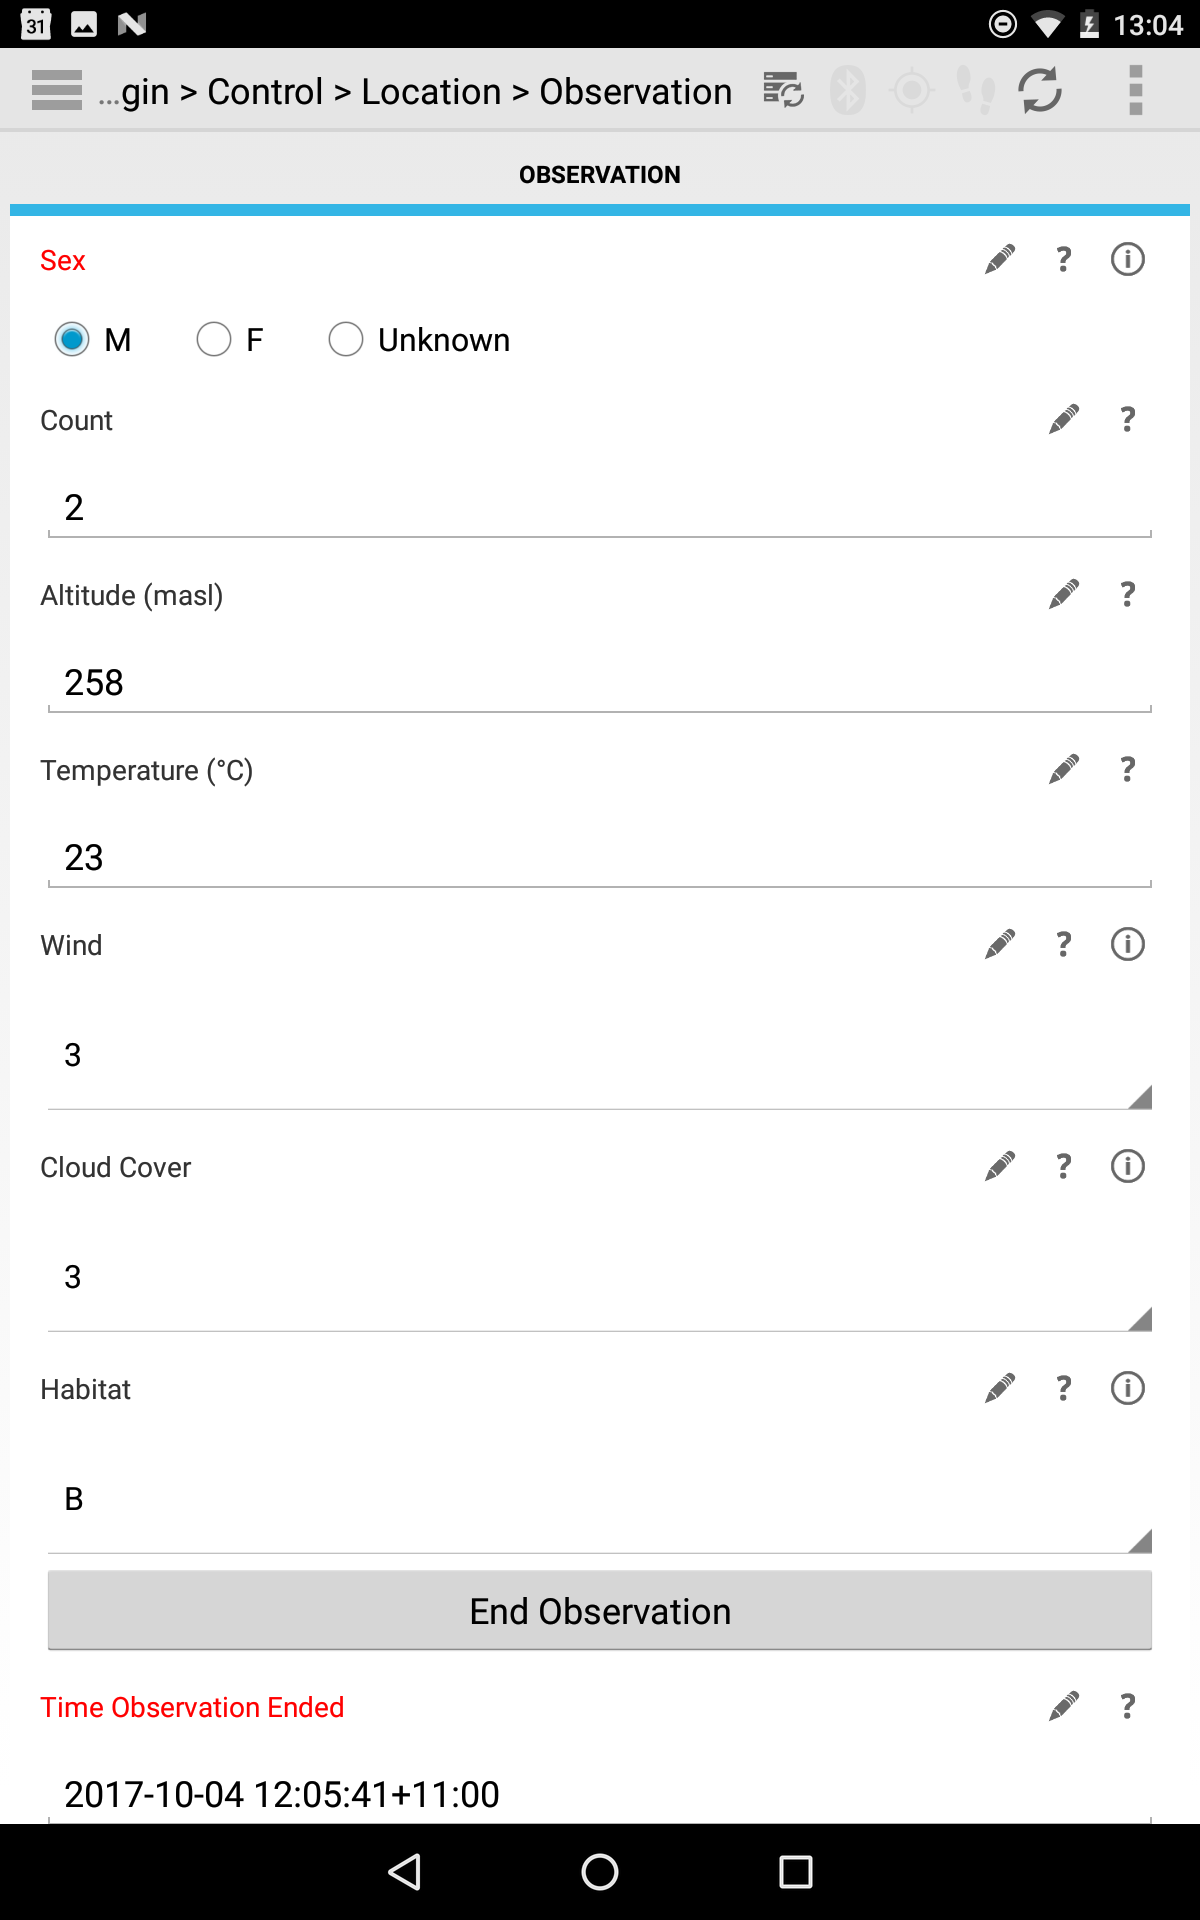 31 13:04
...gin > Control > Location > Observation
OBSERVATION
Sex ?
M F Unknown
Count ?
2
Altitude (masl) ?
258
Temperature (°C) ?
23
Wind ?
3
Cloud Cover ?
3
Habitat ?
B
End Observation
Time Observation Ended ?
2017-10-04 12:05:41+11:00